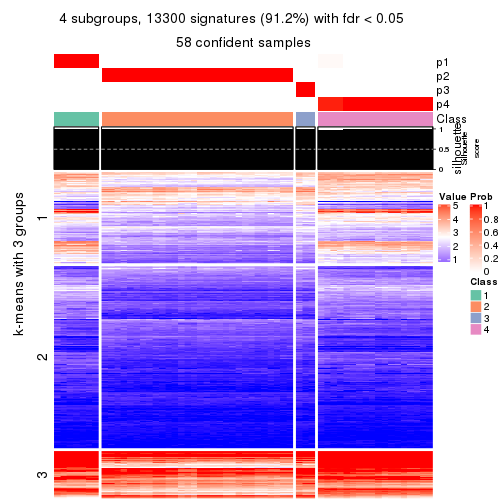 4 subgroups, 13300 signatures (91.2%) with fdr < 0.05
58 confident samples
p1
p2
p3
p4
Class
1
0.5
0
silhouette
Silhouette
score
k-means with 3 groups
1
2
3
Value
5
4
3
2
1
Prob
1
0.8
0.6
0.4
0.2
0
Class
1
2
3
4